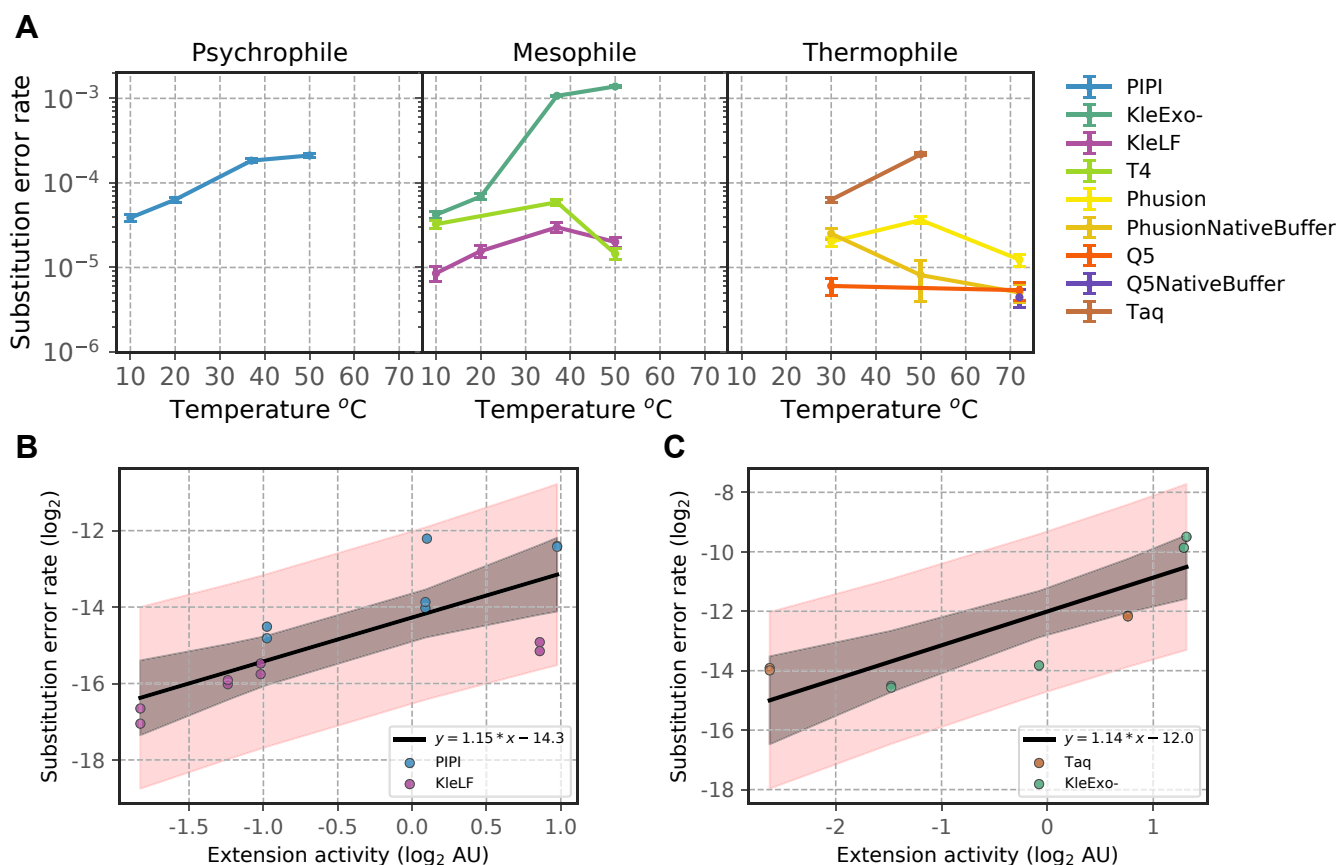 A
Psychrophile
Mesophile
Thermophile
Substitution error rate
10⁻³
10⁻⁴
10⁻⁵
10⁻⁶
10 20 30 40 50 60 70
10 20 30 40 50 60 70
10 20 30 40 50 60 70
Temperature °C
Temperature °C
Temperature °C
PIPI
KleExo-
KleLF
T4
Phusion
PhusionNativeBuffer
Q5
Q5NativeBuffer
Taq
B
Substitution error rate (log₂)
-12
-14
-16
-18
y = 1.15 * x − 14.3
PIPI
KleLF
-1.5 -1.0 -0.5 0.0 0.5 1.0
Extension activity (log₂ AU)
C
Substitution error rate (log₂)
-8
-10
-12
-14
-16
-18
y = 1.14 * x − 12.0
Taq
KleExo-
-2 -1 0 1
Extension activity (log₂ AU)